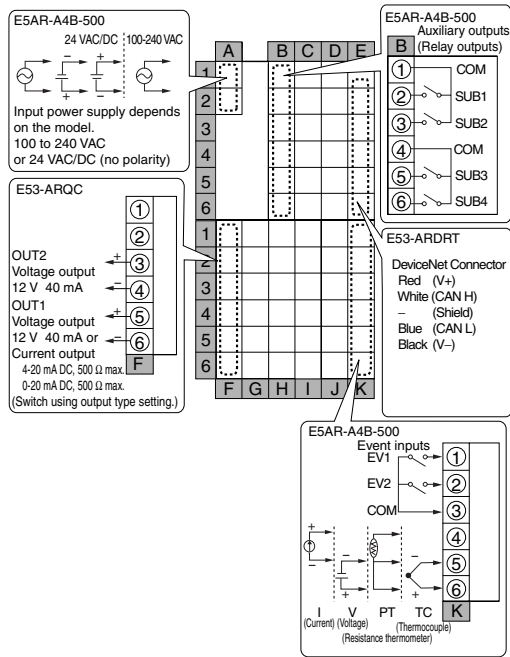 E5AR-A4B-500
24 VAC/DC 100-240 VAC
− + − +
+ −
Input power supply depends
on the model.
100 to 240 VAC
or 24 VAC/DC (no polarity)
A B C D E
1
2
3
4
5
6
1
2
3
4
5
6
F G H I J K
E5AR-A4B-500
Auxiliary outputs
(Relay outputs)
B
① COM
② SUB1
③ SUB2
④ COM
⑤ SUB3
⑥ SUB4
E53-ARQC
①
②
OUT2 + ③
Voltage output
12 V 40 mA − ④
OUT1 + ⑤
Voltage output
12 V 40 mA or − ⑥
Current output F
4-20 mA DC, 500 Ω max.
0-20 mA DC, 500 Ω max.
(Switch using output type setting.)
E53-ARDRT
DeviceNet Connector
Red (V+)
White (CAN H)
– (Shield)
Blue (CAN L)
Black (V–)
E5AR-A4B-500
Event inputs
EV1 ①
EV2 ②
COM ③
④
⑤
⑥
+ − −
− + +
I V PT TC K
(Current) (Voltage) (Thermocouple)
(Resistance thermometer)